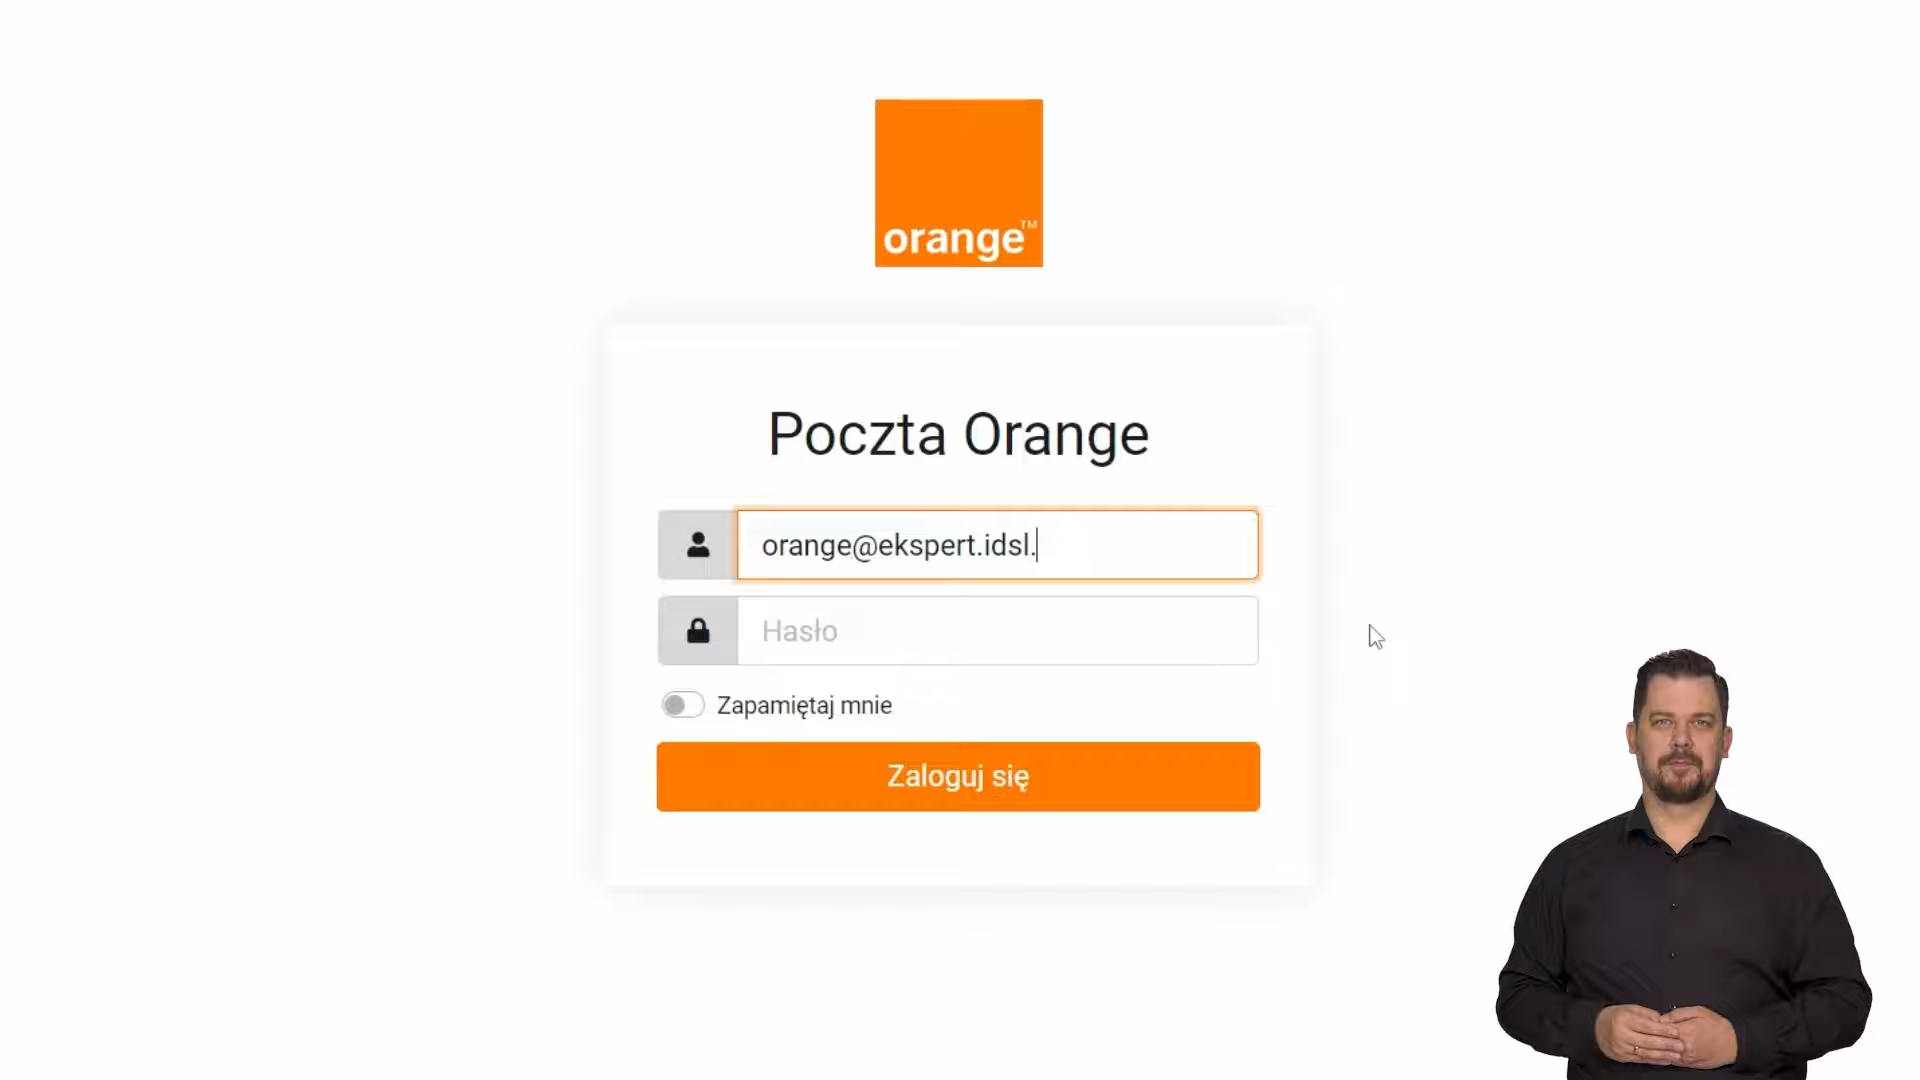 orange™
Poczta Orange
orange@ekspert.idsl.
Hasło
Zapamiętaj mnie
Zaloguj się